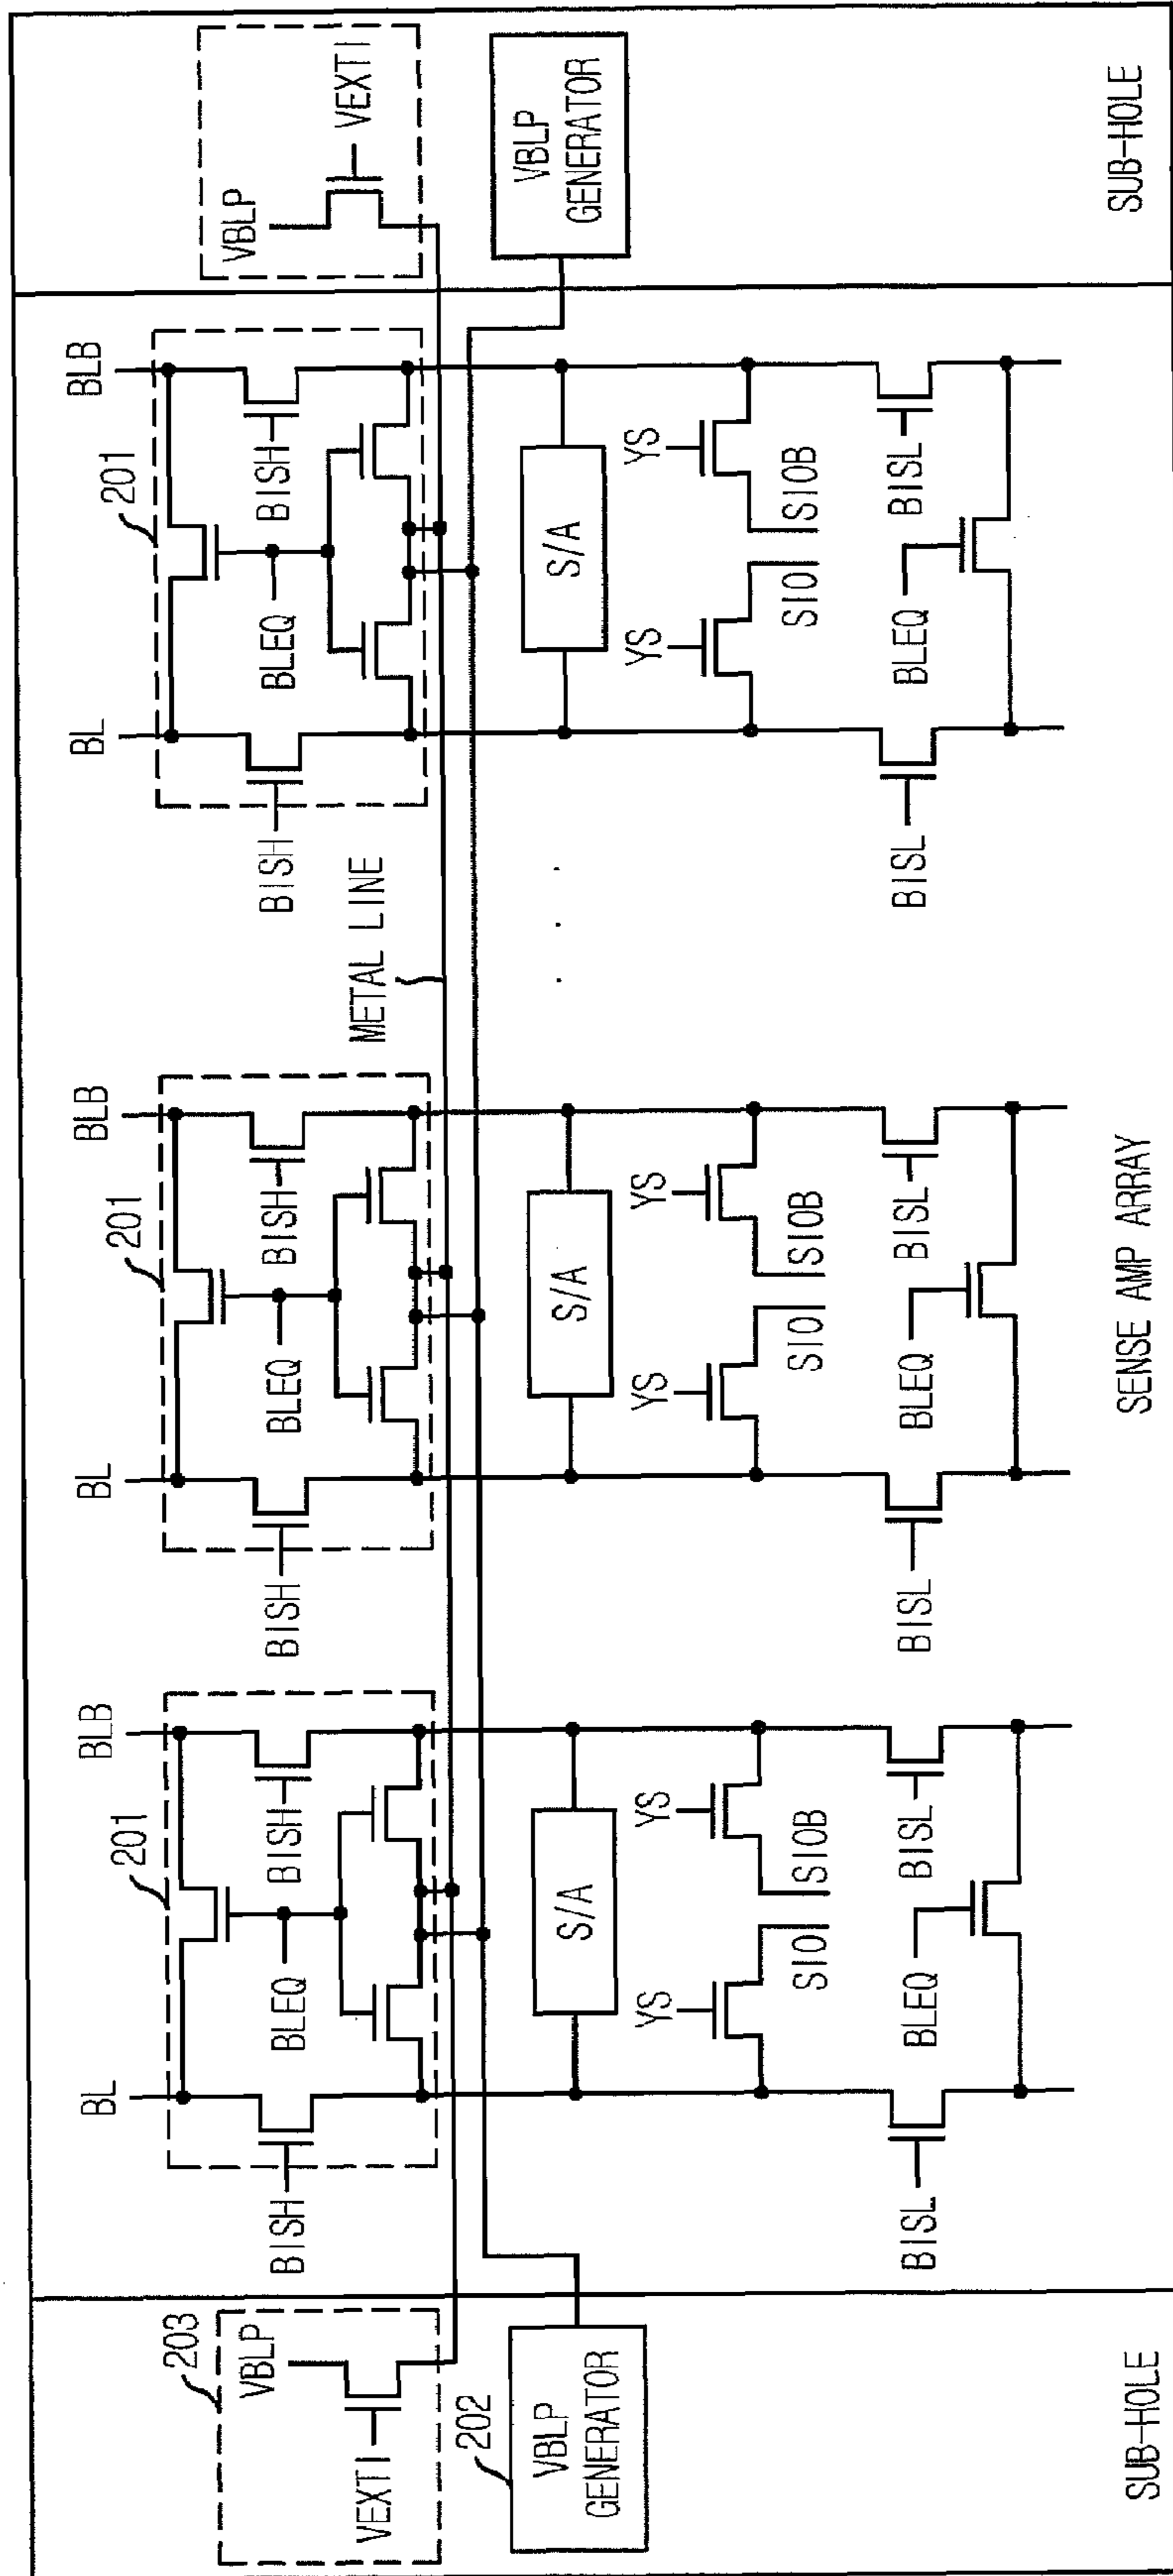 203
VBLP
VEXTI
202
VBLP
GENERATOR
SUB-HOLE
BL
BLB
201
BISH
BISH
BLEQ
S/A
YS
YS
SIO
SIOB
BISL
BISL
BLEQ
BL
BLB
201
BISH
BISH
BLEQ
S/A
YS
YS
SIO
SIOB
BISL
BISL
BLEQ
SENSE AMP ARRAY
METAL LINE
. . .
BL
BLB
201
BISH
BISH
BLEQ
S/A
YS
YS
SIO
SIOB
BISL
BISL
BLEQ
VBLP
VEXTI
VBLP
GENERATOR
SUB-HOLE